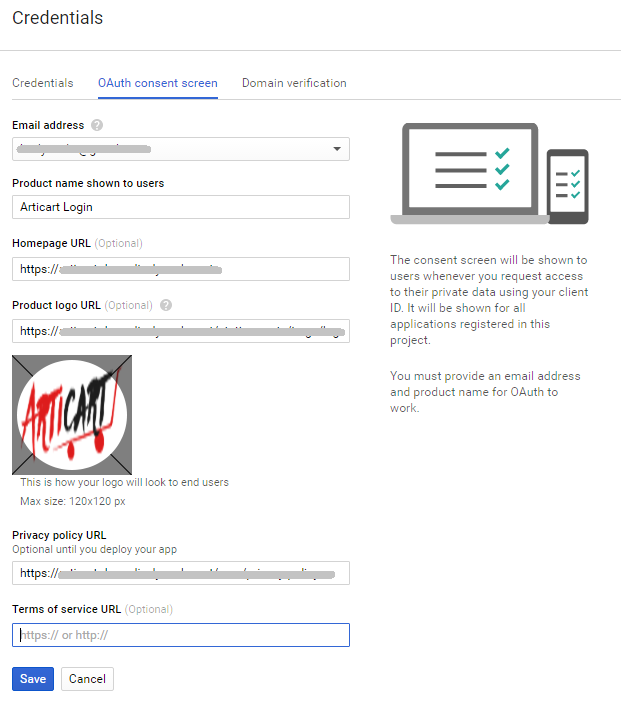 Credentials
Credentials OAuth consent screen Domain verification
Email address ?
Product name shown to users
Articart Login
Homepage URL (Optional)
https://
Product logo URL (Optional) ?
https://
ARTICART
This is how your logo will look to end users
Max size: 120x120 px
Privacy policy URL
Optional until you deploy your app
https://
Terms of service URL (Optional)
https:// or http://
Save Cancel
The consent screen will be shown to
users whenever you request access
to their private data using your client
ID. It will be shown for all
applications registered in this
project.
You must provide an email address
and product name for OAuth to
work.